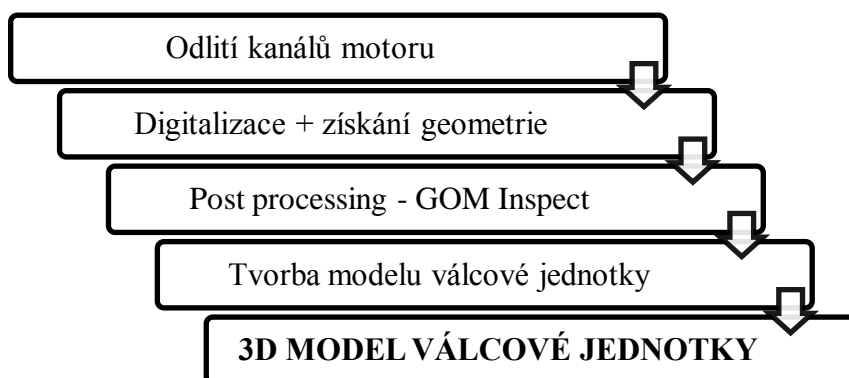 Odlití kanálů motoru
Digitalizace + získání geometrie
Post processing - GOM Inspect
Tvorba modelu válcové jednotky
3D MODEL VÁLCOVÉ JEDNOTKY